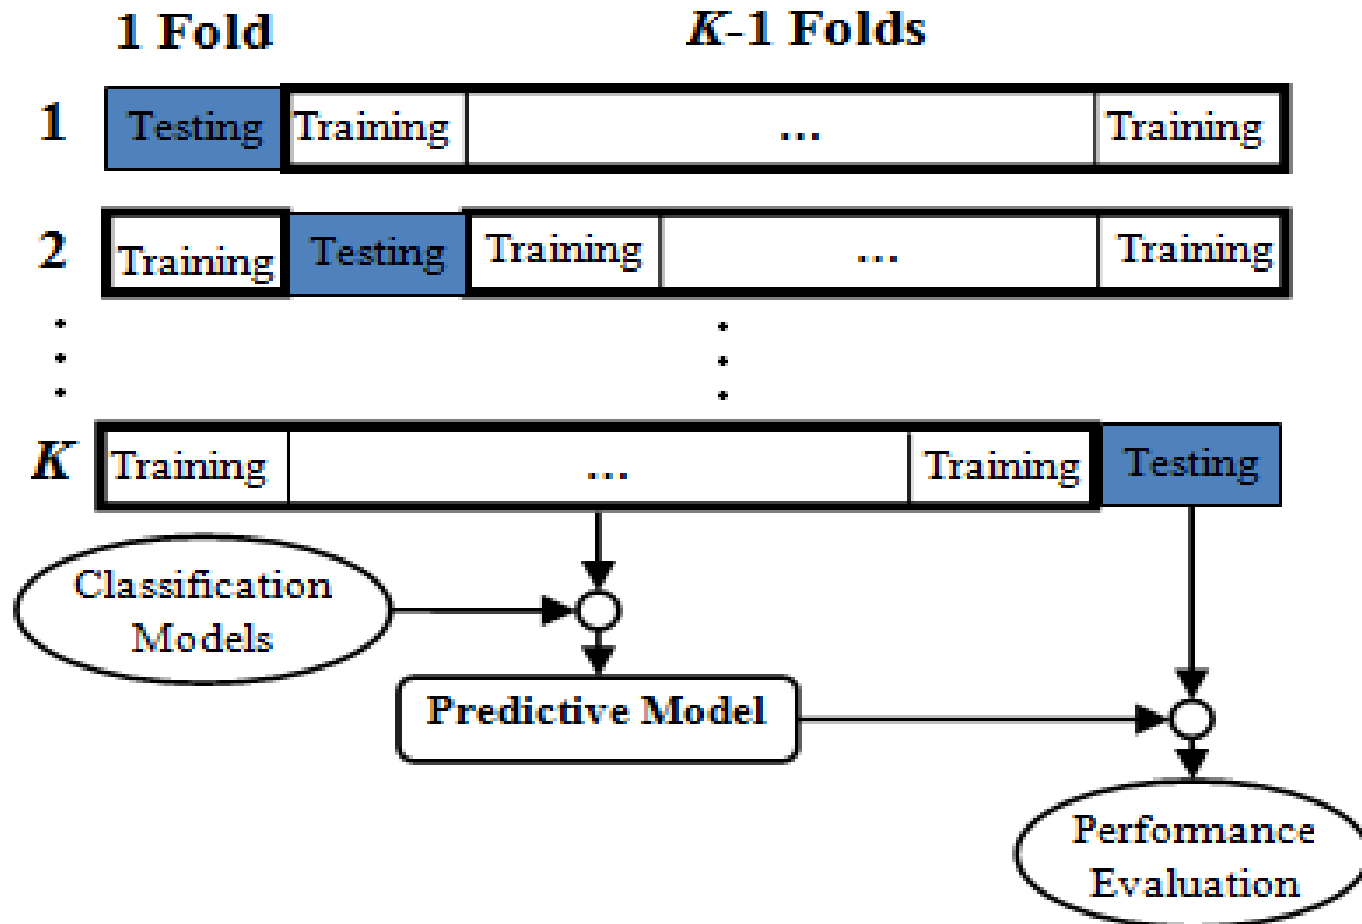 1 Fold K-1 Folds
1 Testing Training ... Training
2 Training Testing Training ... Training
K Training ... Training Testing
Classification
Models
Predictive Model
Performance
Evaluation